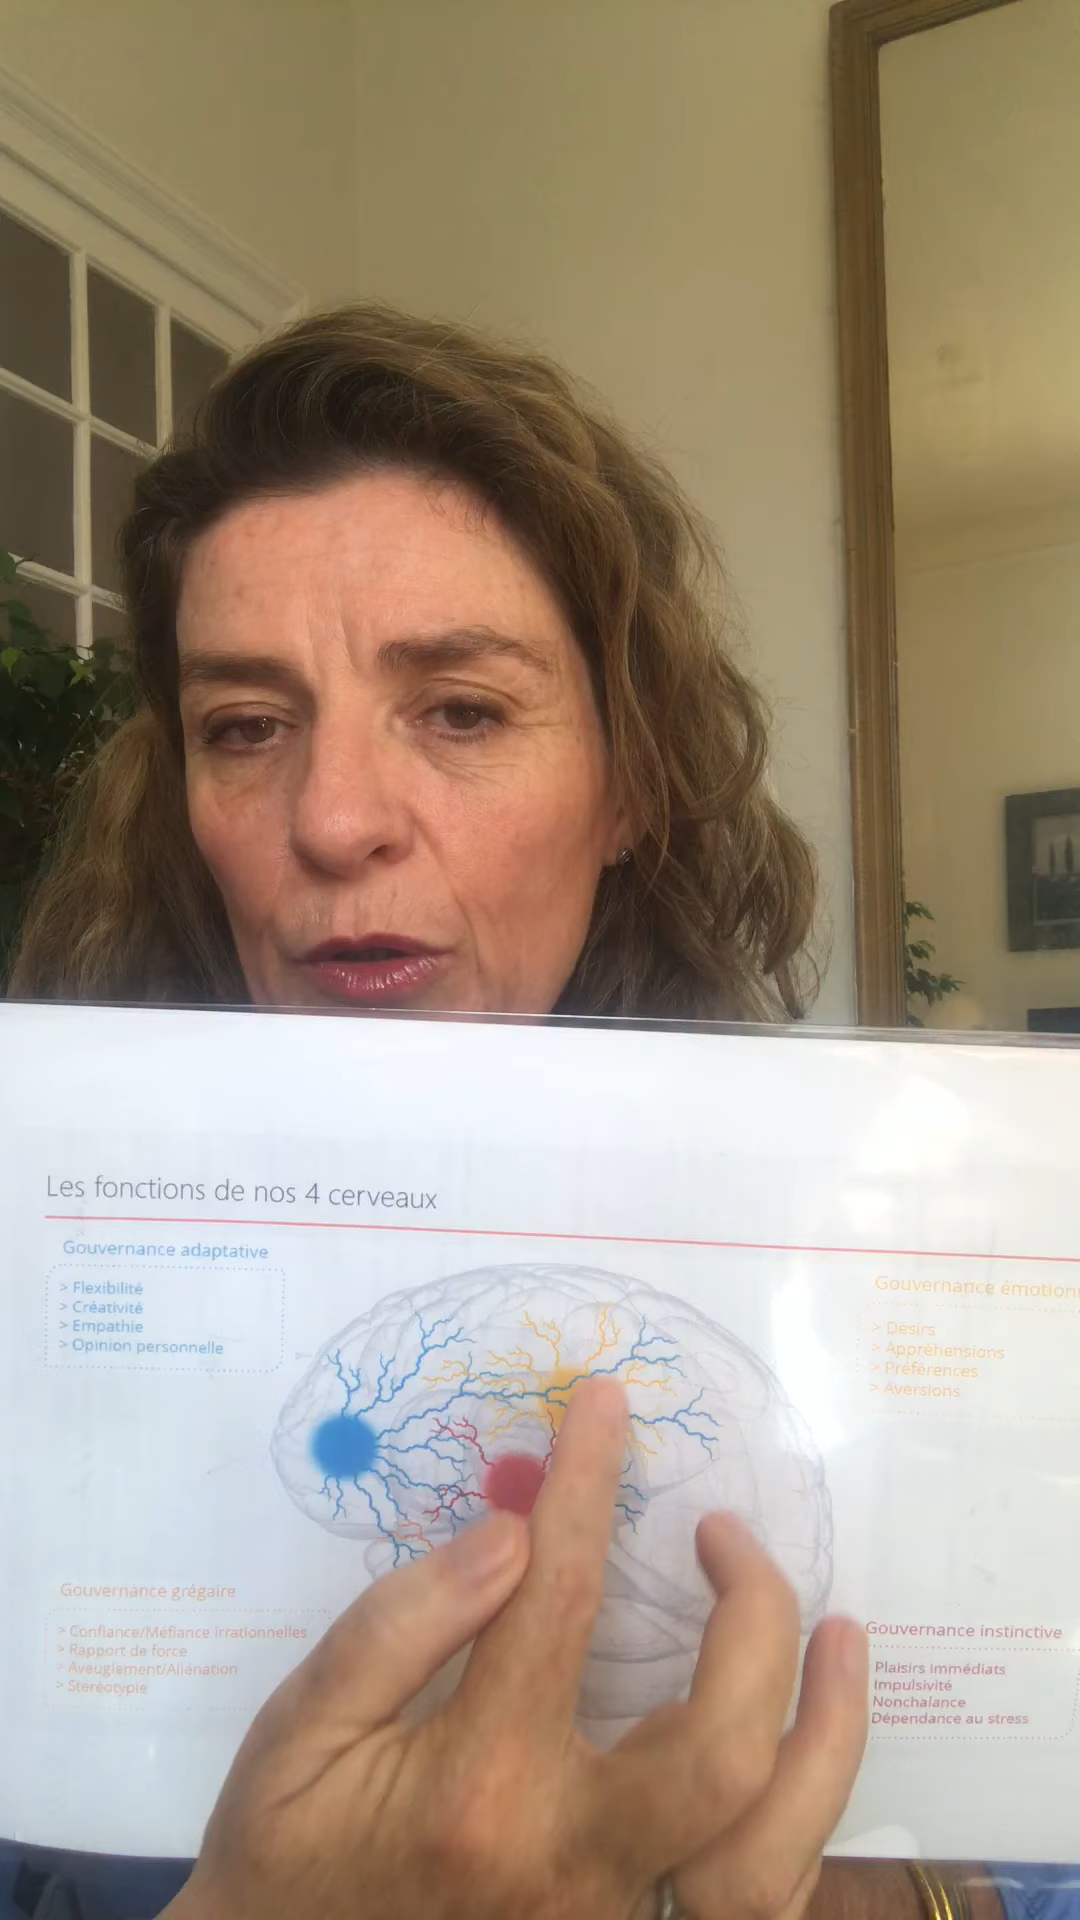 Les fonctions de nos 4 cerveaux
Gouvernance adaptative
> Flexibilité
> Créativité
> Empathie
> Opinion personnelle
Gouvernance émotionn
> Désirs
> Appréhensions
> Préférences
> Aversions
Gouvernance grégaire
> Confiance/Méfiance irrationnelles
> Rapport de force
> Aveuglement/Aliénation
> Stéréotypie
Gouvernance instinctive
Plaisirs immédiats
Impulsivité
Nonchalance
Dépendance au stress